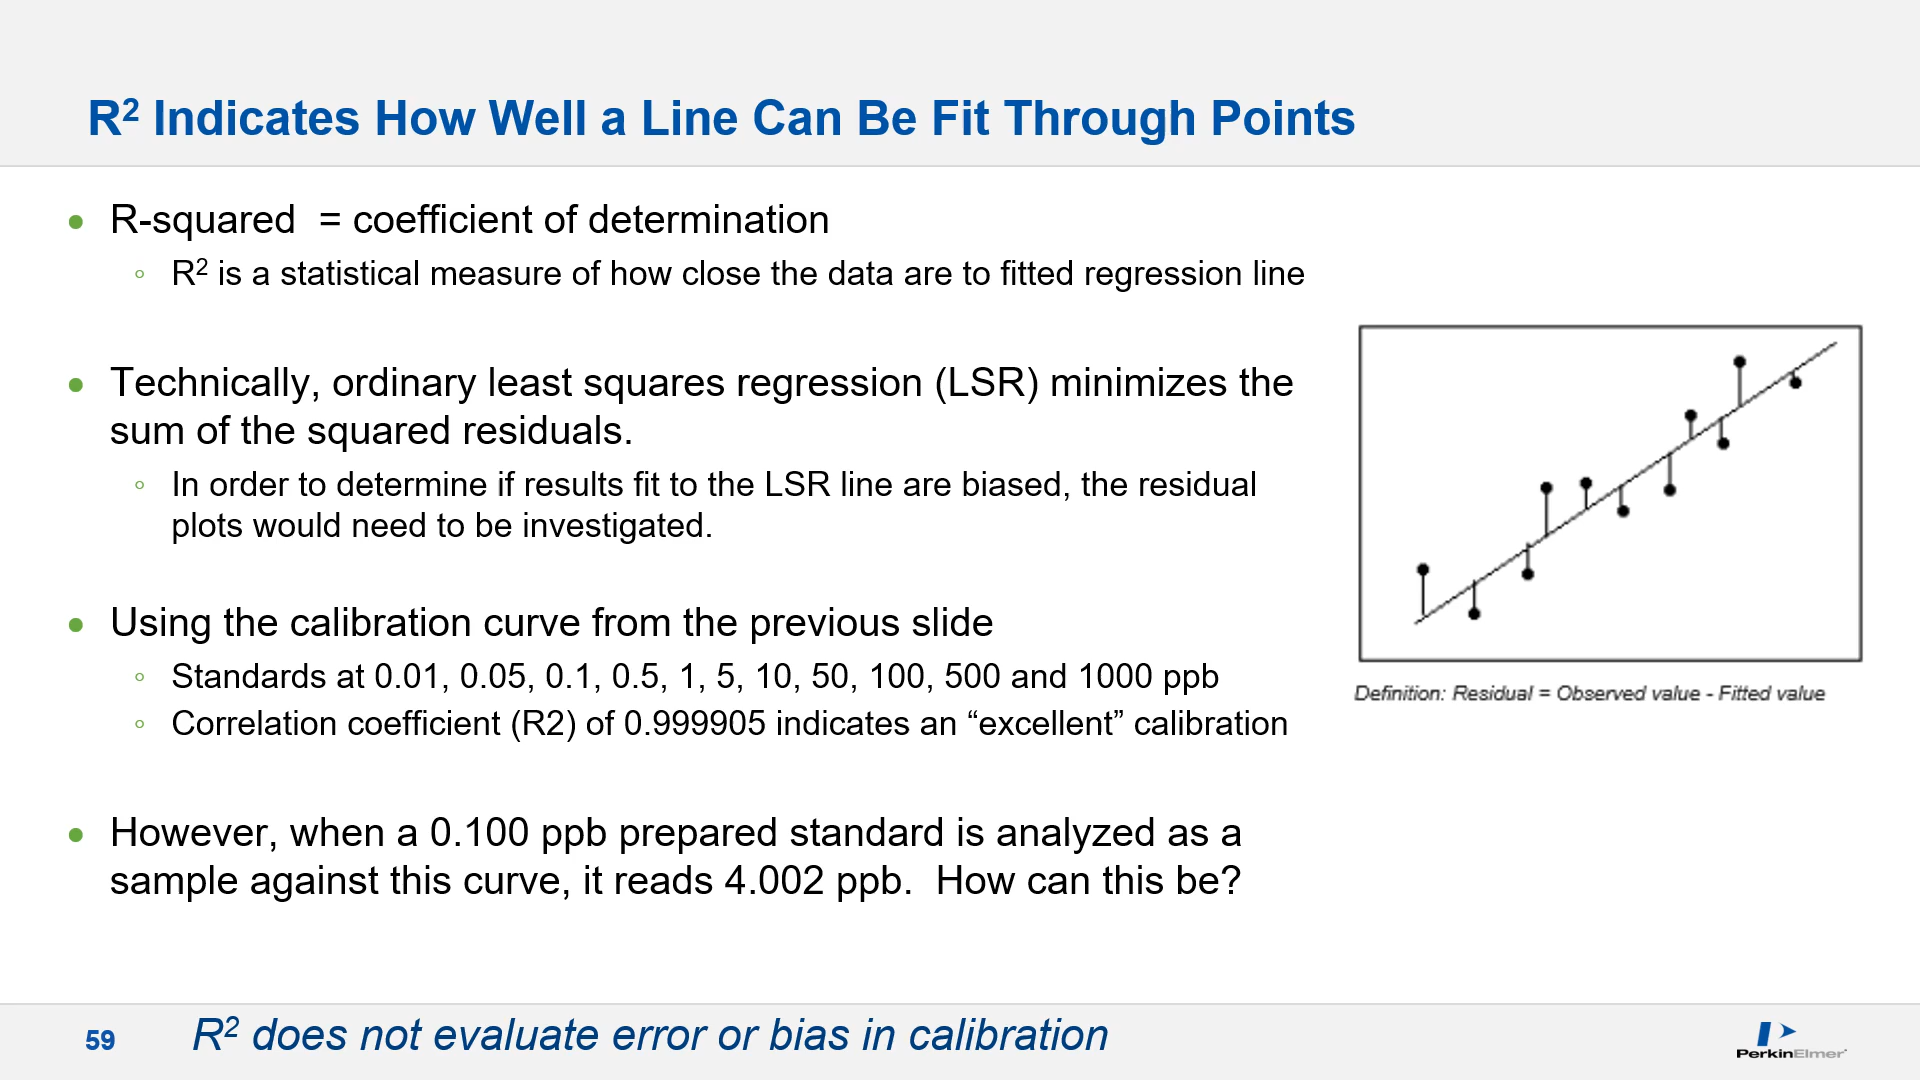 R² Indicates How Well a Line Can Be Fit Through Points
• R-squared = coefficient of determination
◦ R² is a statistical measure of how close the data are to fitted regression line
• Technically, ordinary least squares regression (LSR) minimizes the
sum of the squared residuals.
◦ In order to determine if results fit to the LSR line are biased, the residual
plots would need to be investigated.
• Using the calibration curve from the previous slide
◦ Standards at 0.01, 0.05, 0.1, 0.5, 1, 5, 10, 50, 100, 500 and 1000 ppb
◦ Correlation coefficient (R2) of 0.999905 indicates an “excellent” calibration
• However, when a 0.100 ppb prepared standard is analyzed as a
sample against this curve, it reads 4.002 ppb. How can this be?
Definition: Residual = Observed value - Fitted value
59
R² does not evaluate error or bias in calibration
PerkinElmer